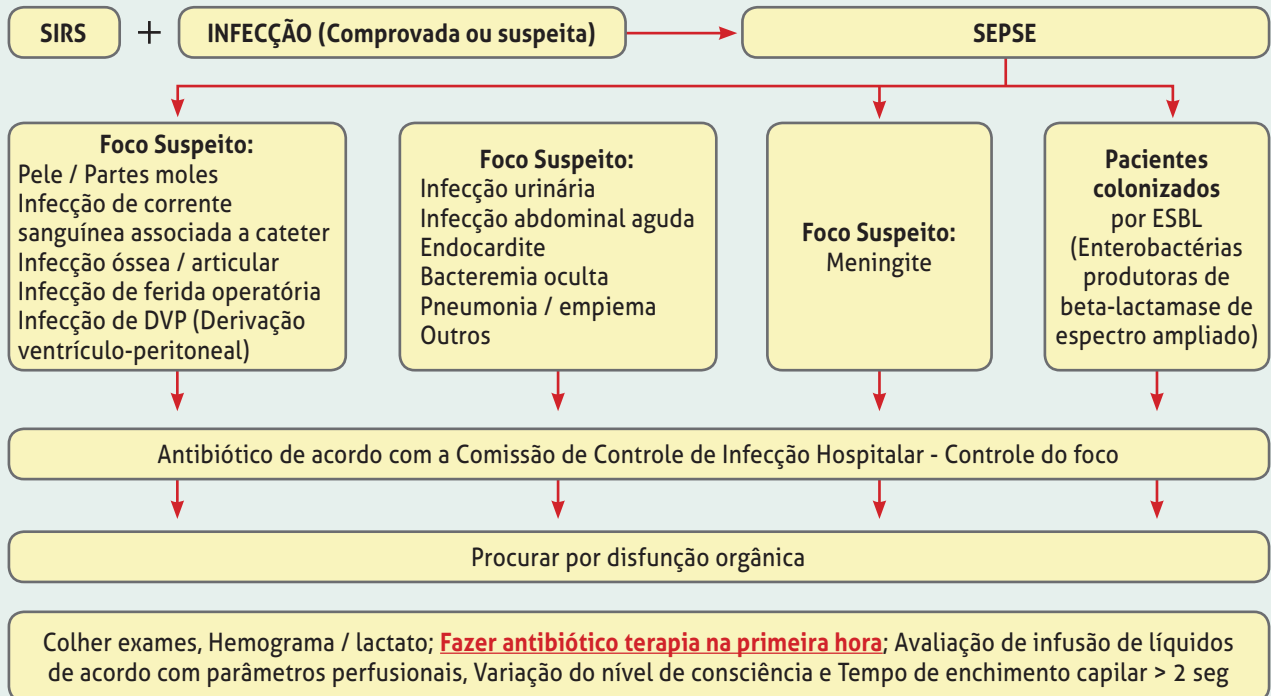 SIRS + INFECÇÃO (Comprovada ou suspeita) SEPSE
Foco Suspeito:
Pele / Partes moles
Infecção de corrente
sanguínea associada a cateter
Infecção óssea / articular
Infecção de ferida operatória
Infecção de DVP (Derivação
ventrículo-peritoneal)
Foco Suspeito:
Infecção urinária
Infecção abdominal aguda
Endocardite
Bacteremia oculta
Pneumonia / empiema
Outros
Foco Suspeito:
Meningite
Pacientes
colonizados
por ESBL
(Enterobactérias
produtoras de
beta-lactamase de
espectro ampliado)
Antibiótico de acordo com a Comissão de Controle de Infecção Hospitalar - Controle do foco
Procurar por disfunção orgânica
Colher exames, Hemograma / lactato; Fazer antibiótico terapia na primeira hora; Avaliação de infusão de líquidos
de acordo com parâmetros perfusionais, Variação do nível de consciência e Tempo de enchimento capilar > 2 seg